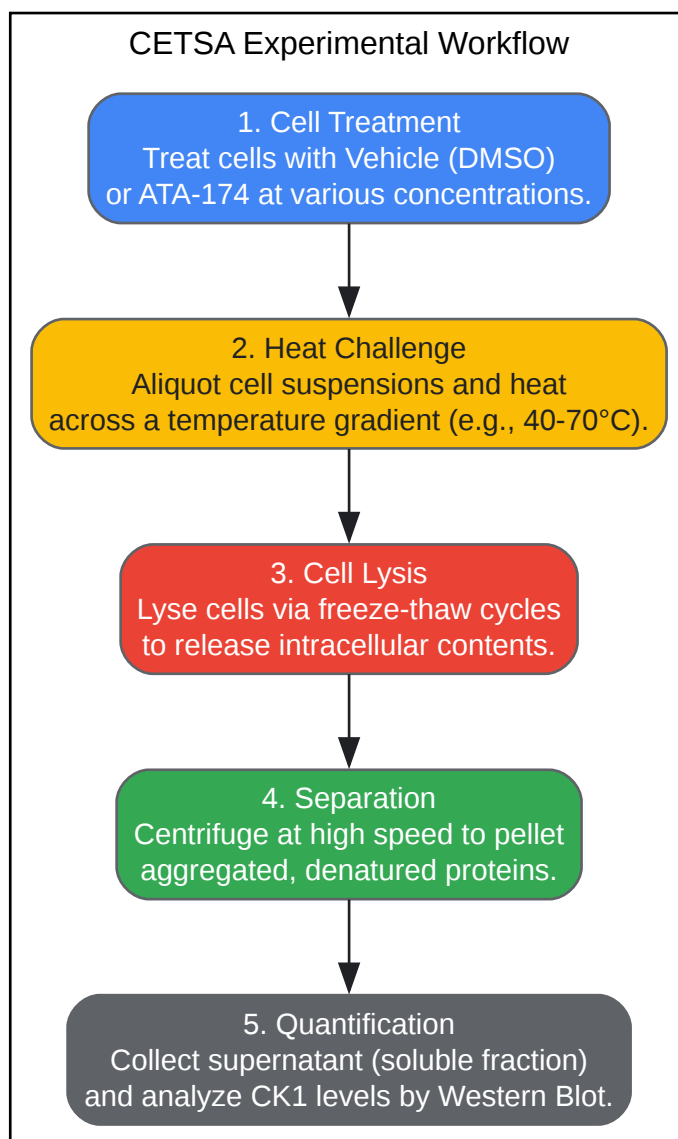 CETSA Experimental Workflow
1. Cell Treatment
Treat cells with Vehicle (DMSO)
or ATA-174 at various concentrations.
2. Heat Challenge
Aliquot cell suspensions and heat
across a temperature gradient (e.g., 40-70°C).
3. Cell Lysis
Lyse cells via freeze-thaw cycles
to release intracellular contents.
4. Separation
Centrifuge at high speed to pellet
aggregated, denatured proteins.
5. Quantification
Collect supernatant (soluble fraction)
and analyze CK1 levels by Western Blot.